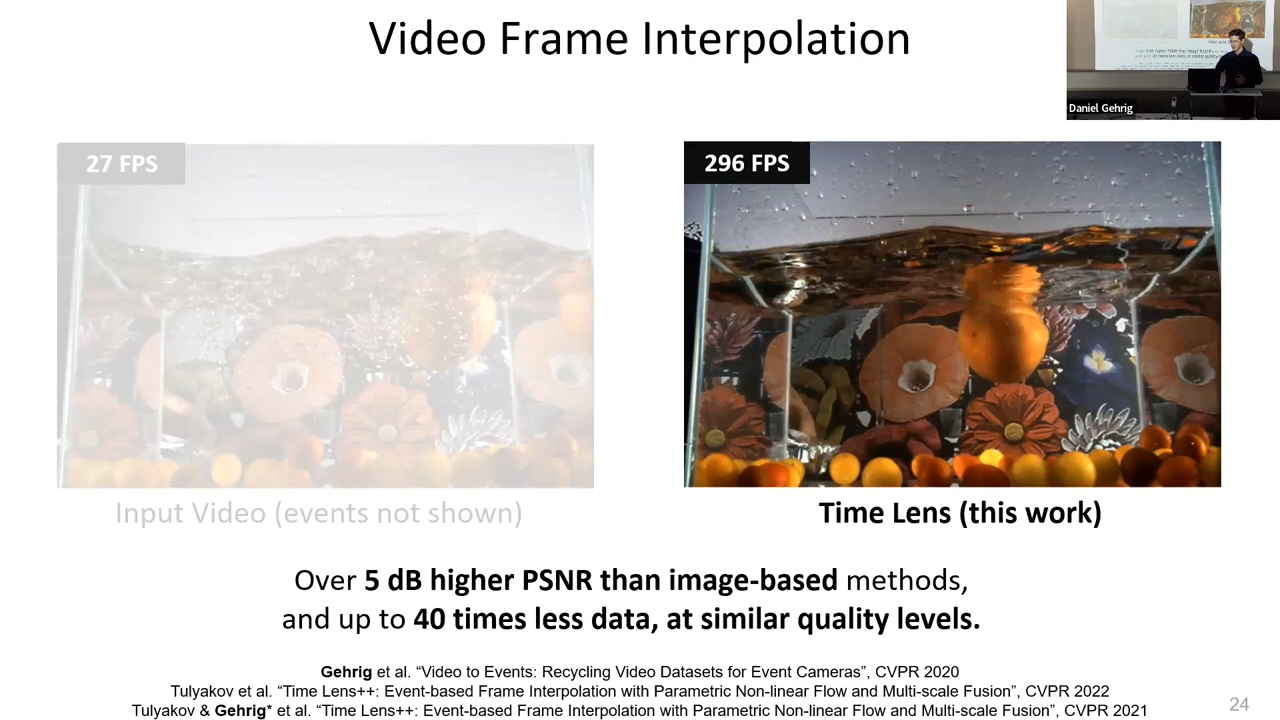 Video Frame Interpolation
Daniel Gehrig
27 FPS
296 FPS
Input Video (events not shown)
Time Lens (this work)
Over 5 dB higher PSNR than image-based methods,
and up to 40 times less data, at similar quality levels.
Gehrig et al. “Video to Events: Recycling Video Datasets for Event Cameras”, CVPR 2020
Tulyakov et al. “Time Lens++: Event-based Frame Interpolation with Parametric Non-linear Flow and Multi-scale Fusion”, CVPR 2022
Tulyakov & Gehrig* et al. “Time Lens++: Event-based Frame Interpolation with Parametric Non-linear Flow and Multi-scale Fusion”, CVPR 2021
24